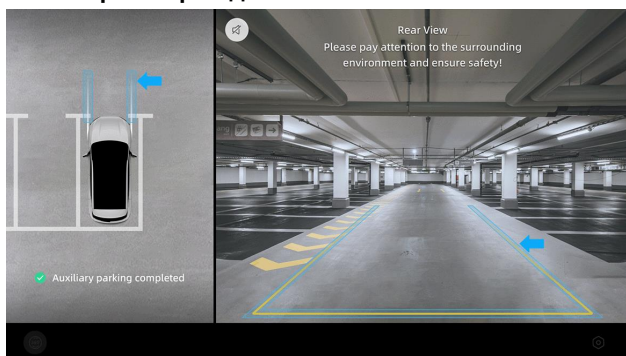 Auxiliary parking completed
Rear View
Please pay attention to the surrounding
environment and ensure safety!